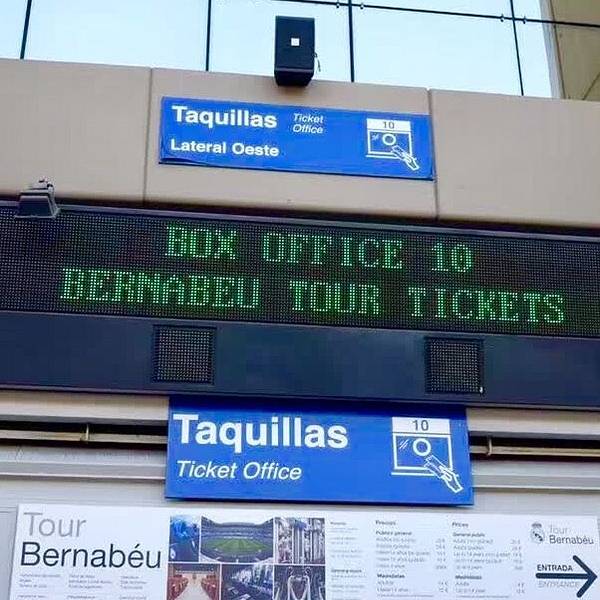 Taquillas Ticket Office
10
Lateral Oeste
BOX OFFICE 10
BERNABEU TOUR TICKETS
Taquillas
10
Ticket Office
Tour
Bernabéu
Precios
Prices
Tour
Bernabéu
ENTRADA
ENTRANCE